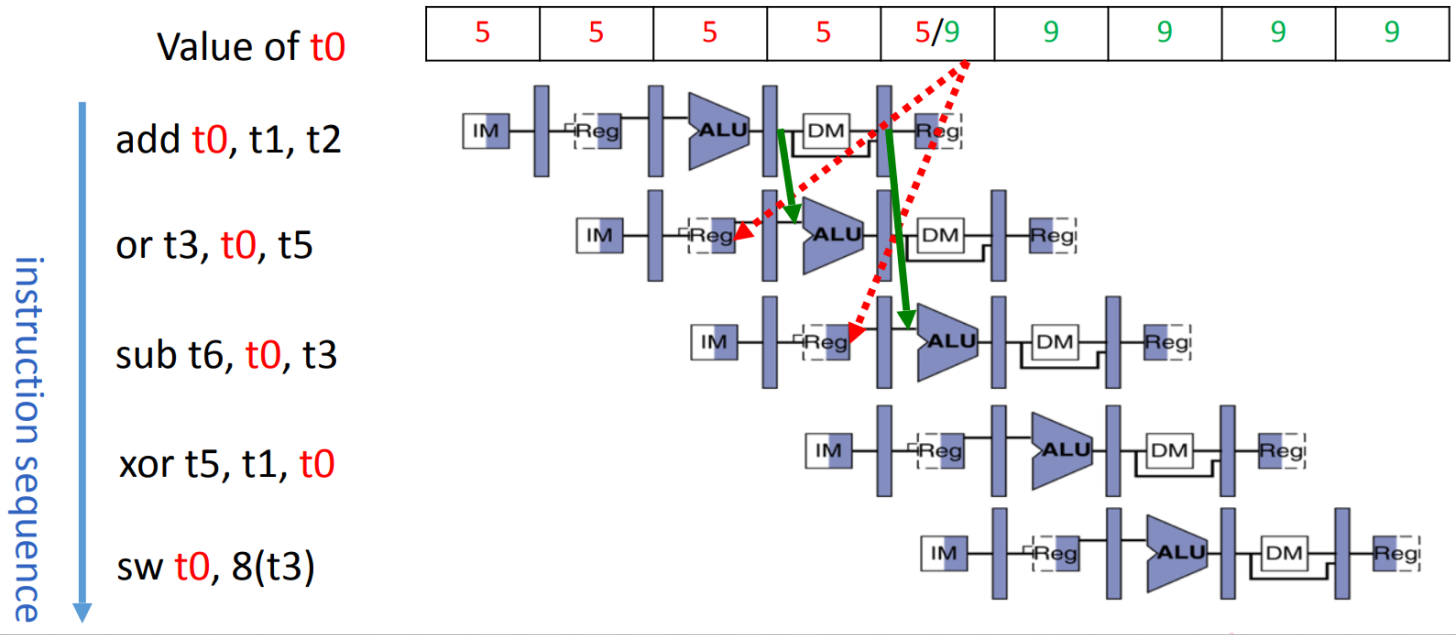 Value of t0
5 5 5 5 5/9 9 9 9 9
add t0, t1, t2
IM Reg ALU DM Reg
or t3, t0, t5
IM Reg ALU DM Reg
sub t6, t0, t3
IM Reg ALU DM Reg
xor t5, t1, t0
IM Reg ALU DM Reg
sw t0, 8(t3)
IM Reg ALU DM Reg
instruction sequence